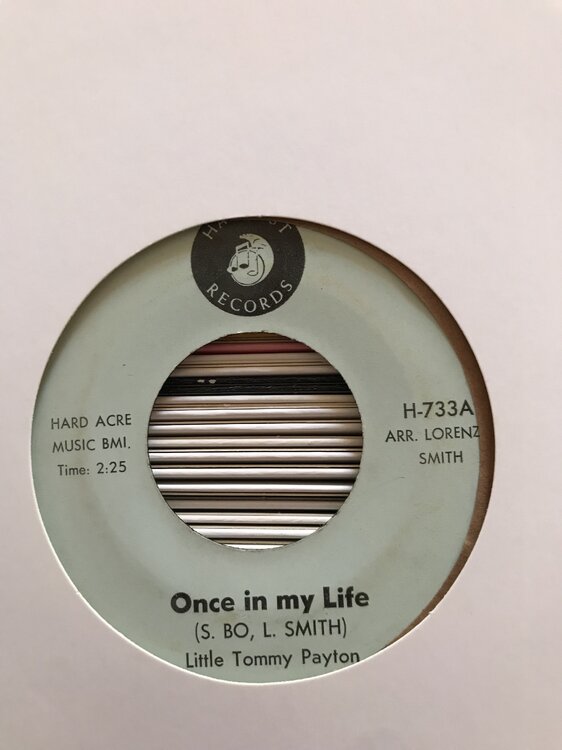 RECORDS
HARD ACRE
MUSIC BMI.
Time: 2:25
H-733A
ARR. LORENZ
SMITH
Once in my Life
(S. BO, L. SMITH)
Little Tommy Payton